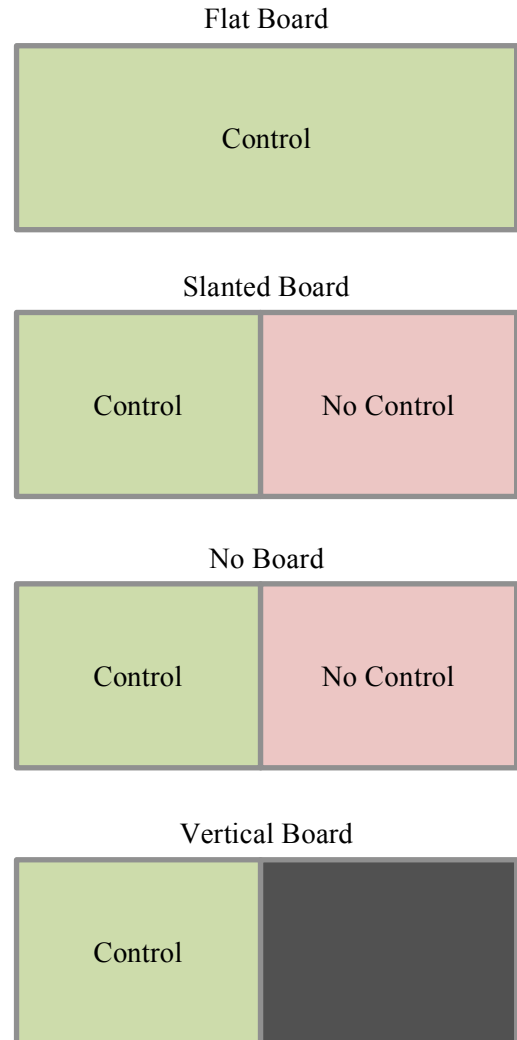 Flat Board
Control
Slanted Board
Control No Control
No Board
Control No Control
Vertical Board
Control